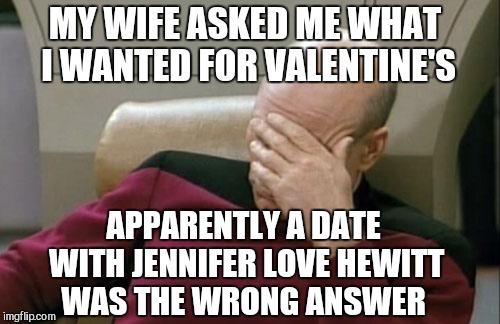 MY WIFE ASKED ME WHAT
I WANTED FOR VALENTINE'S
APPARENTLY A DATE
WITH JENNIFER LOVE HEWITT
WAS THE WRONG ANSWER
imgflip.com